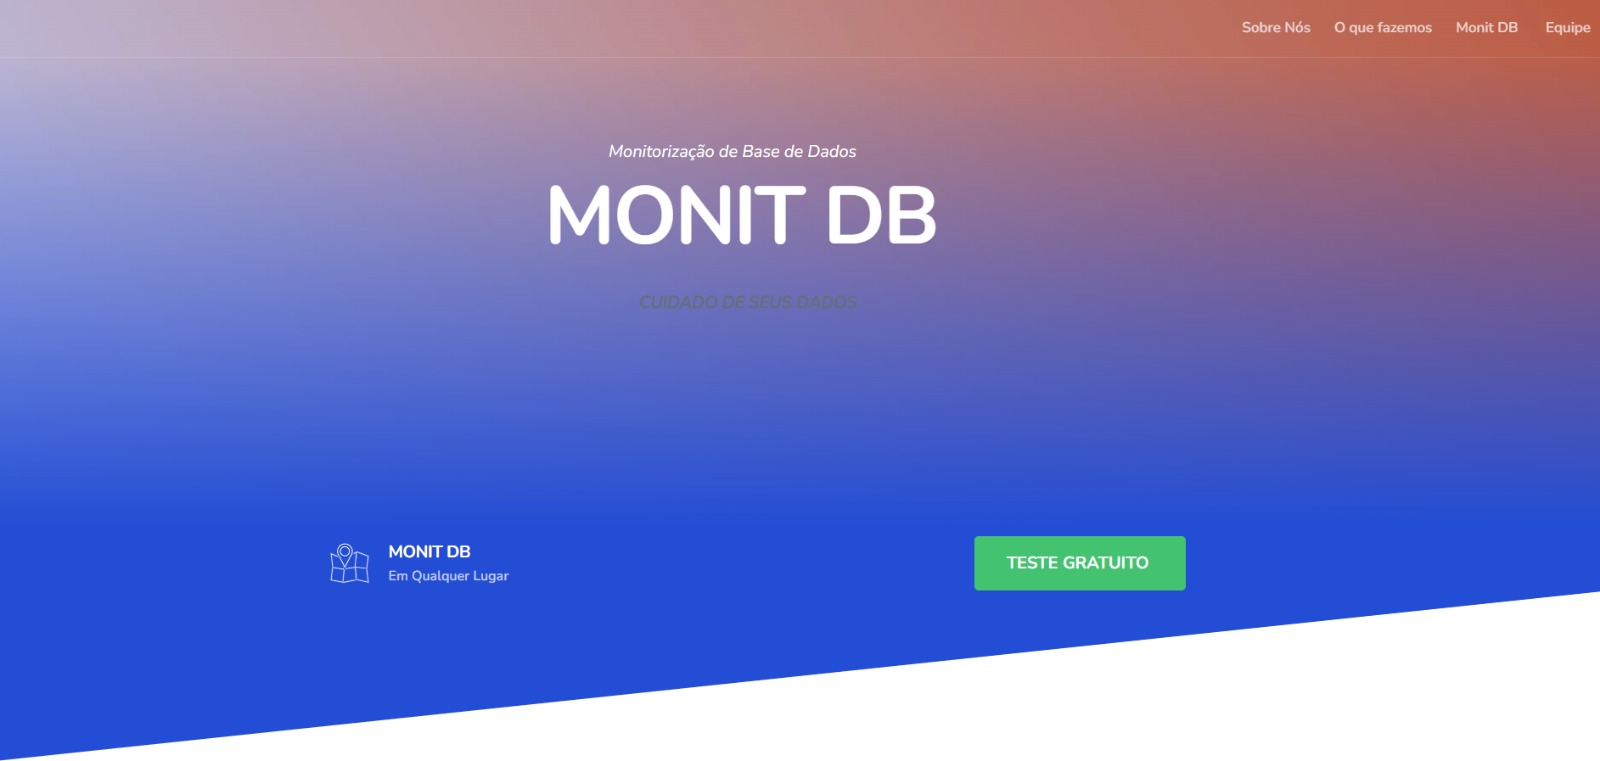 Sobre Nós O que fazemos Monit DB Equipe
Monitorização de Base de Dados
MONIT DB
CUIDADO DE SEUS DADOS
MONIT DB
Em Qualquer Lugar
TESTE GRATUITO